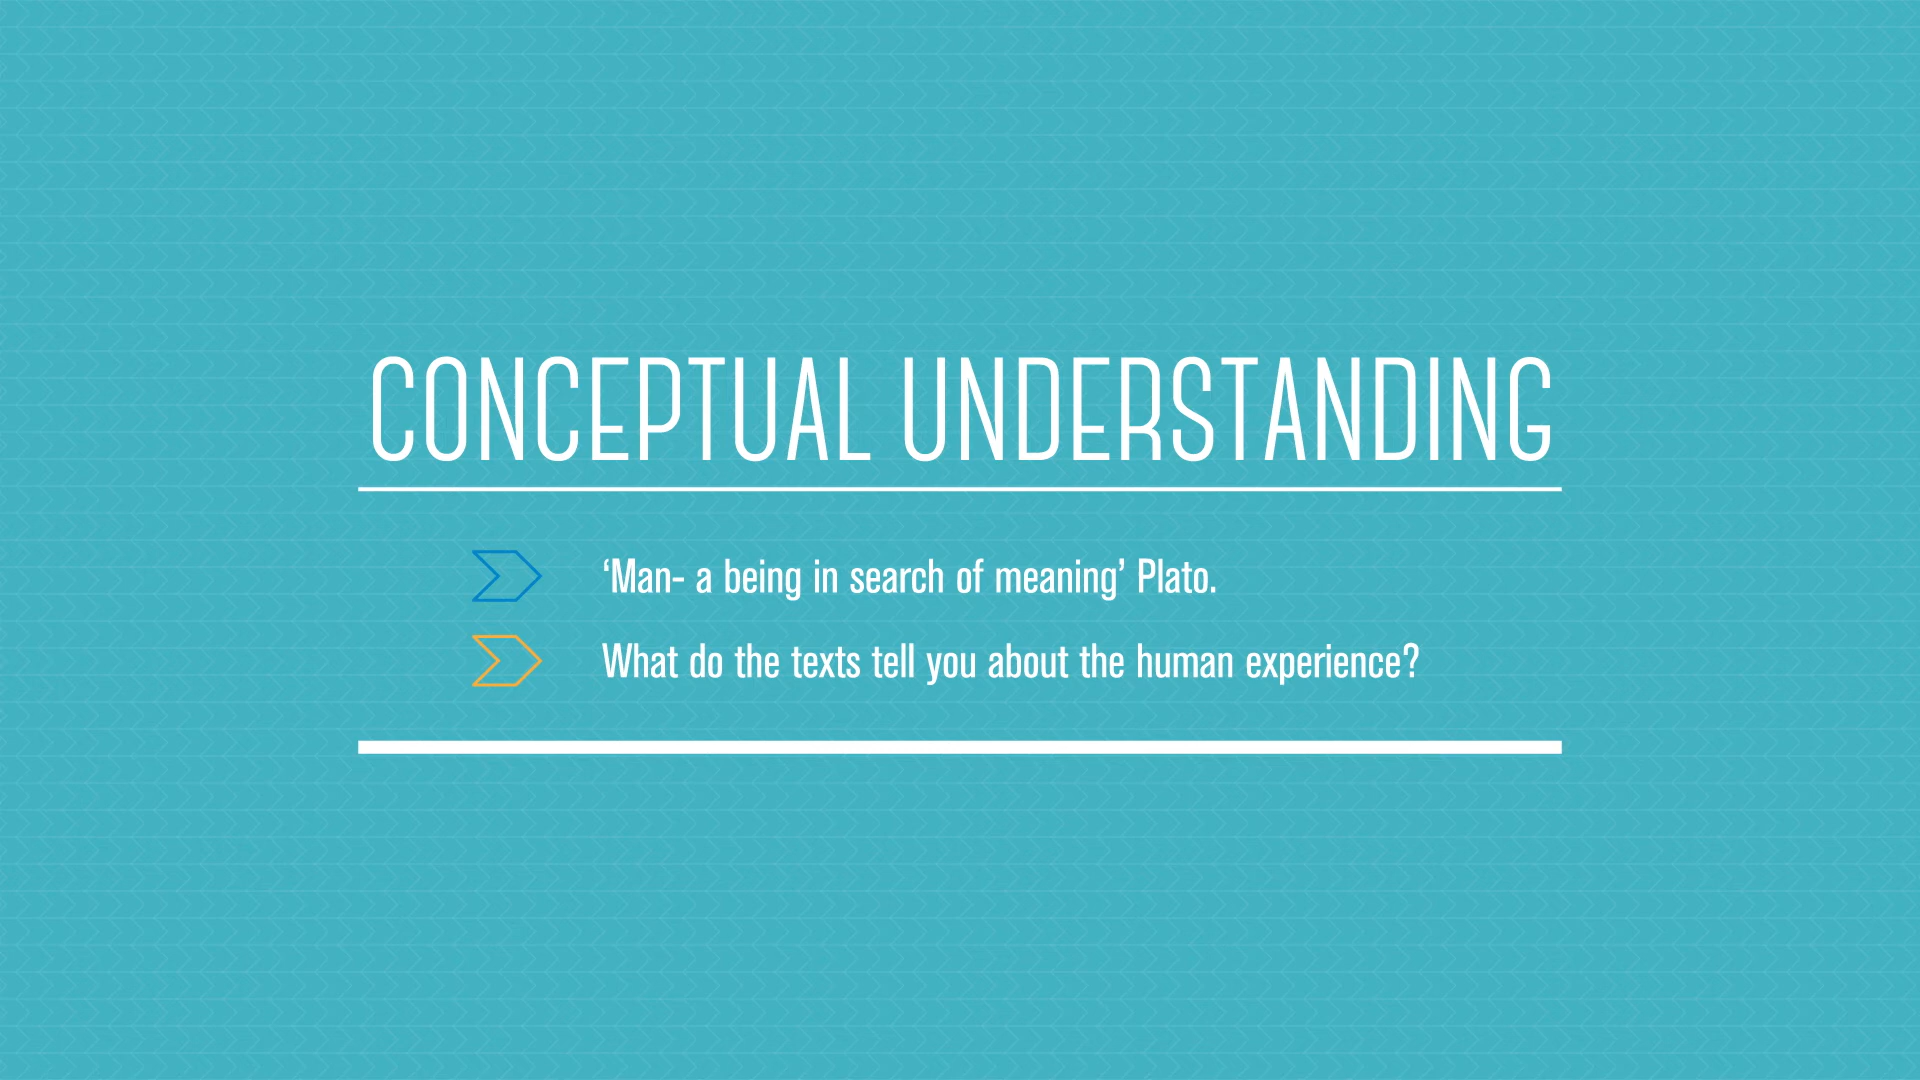 CONCEPTUAL UNDERSTANDING
‘Man- a being in search of meaning’ Plato.
What do the texts tell you about the human experience?